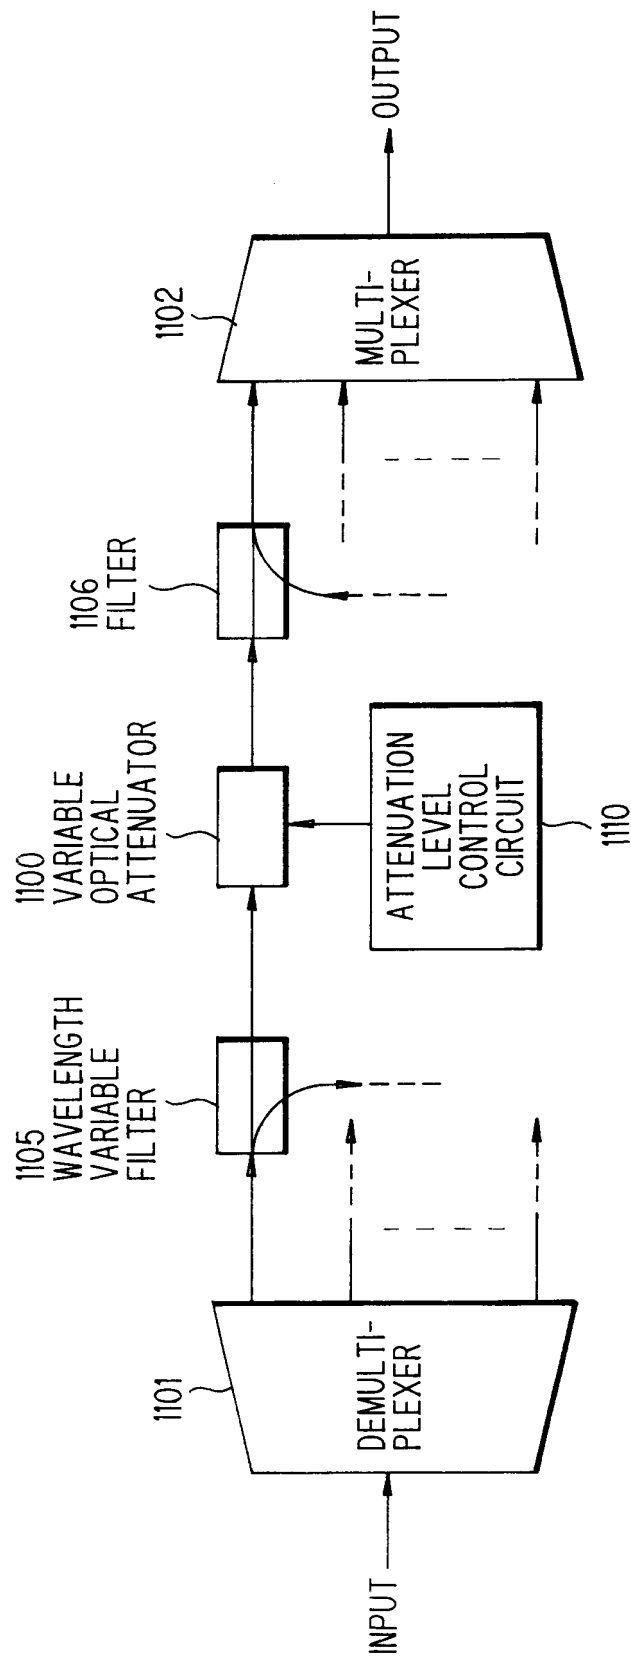 INPUT
1101
DEMULTI-
PLEXER
1105
WAVELENGTH
VARIABLE
FILTER
1100
VARIABLE
OPTICAL
ATTENUATOR
ATTENUATION
LEVEL
CONTROL
CIRCUIT
1110
1106
FILTER
1102
MULTI-
PLEXER
OUTPUT